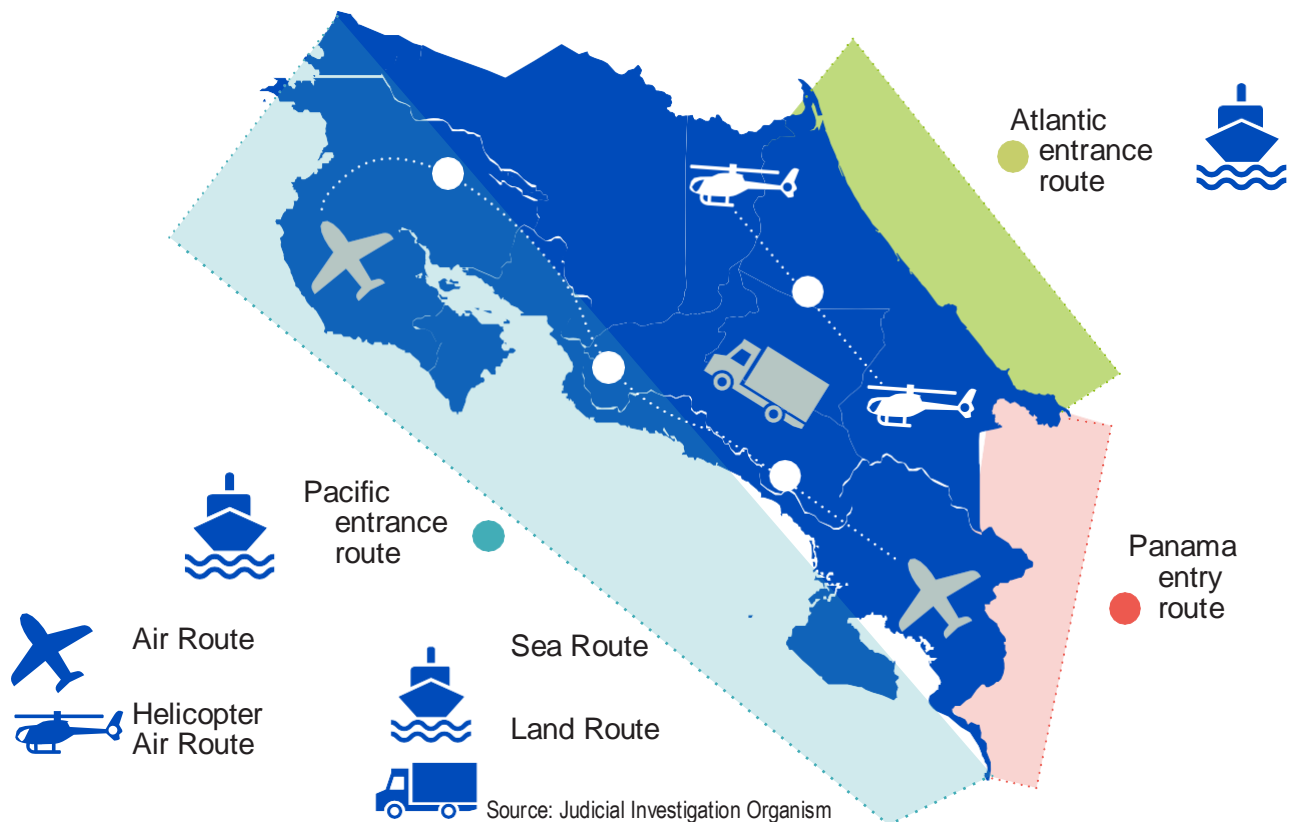 Atlantic
entrance
route
Pacific
entrance
route
Panama
entry
route
Air Route
Sea Route
Helicopter
Air Route
Land Route
Source: Judicial Investigation Organism